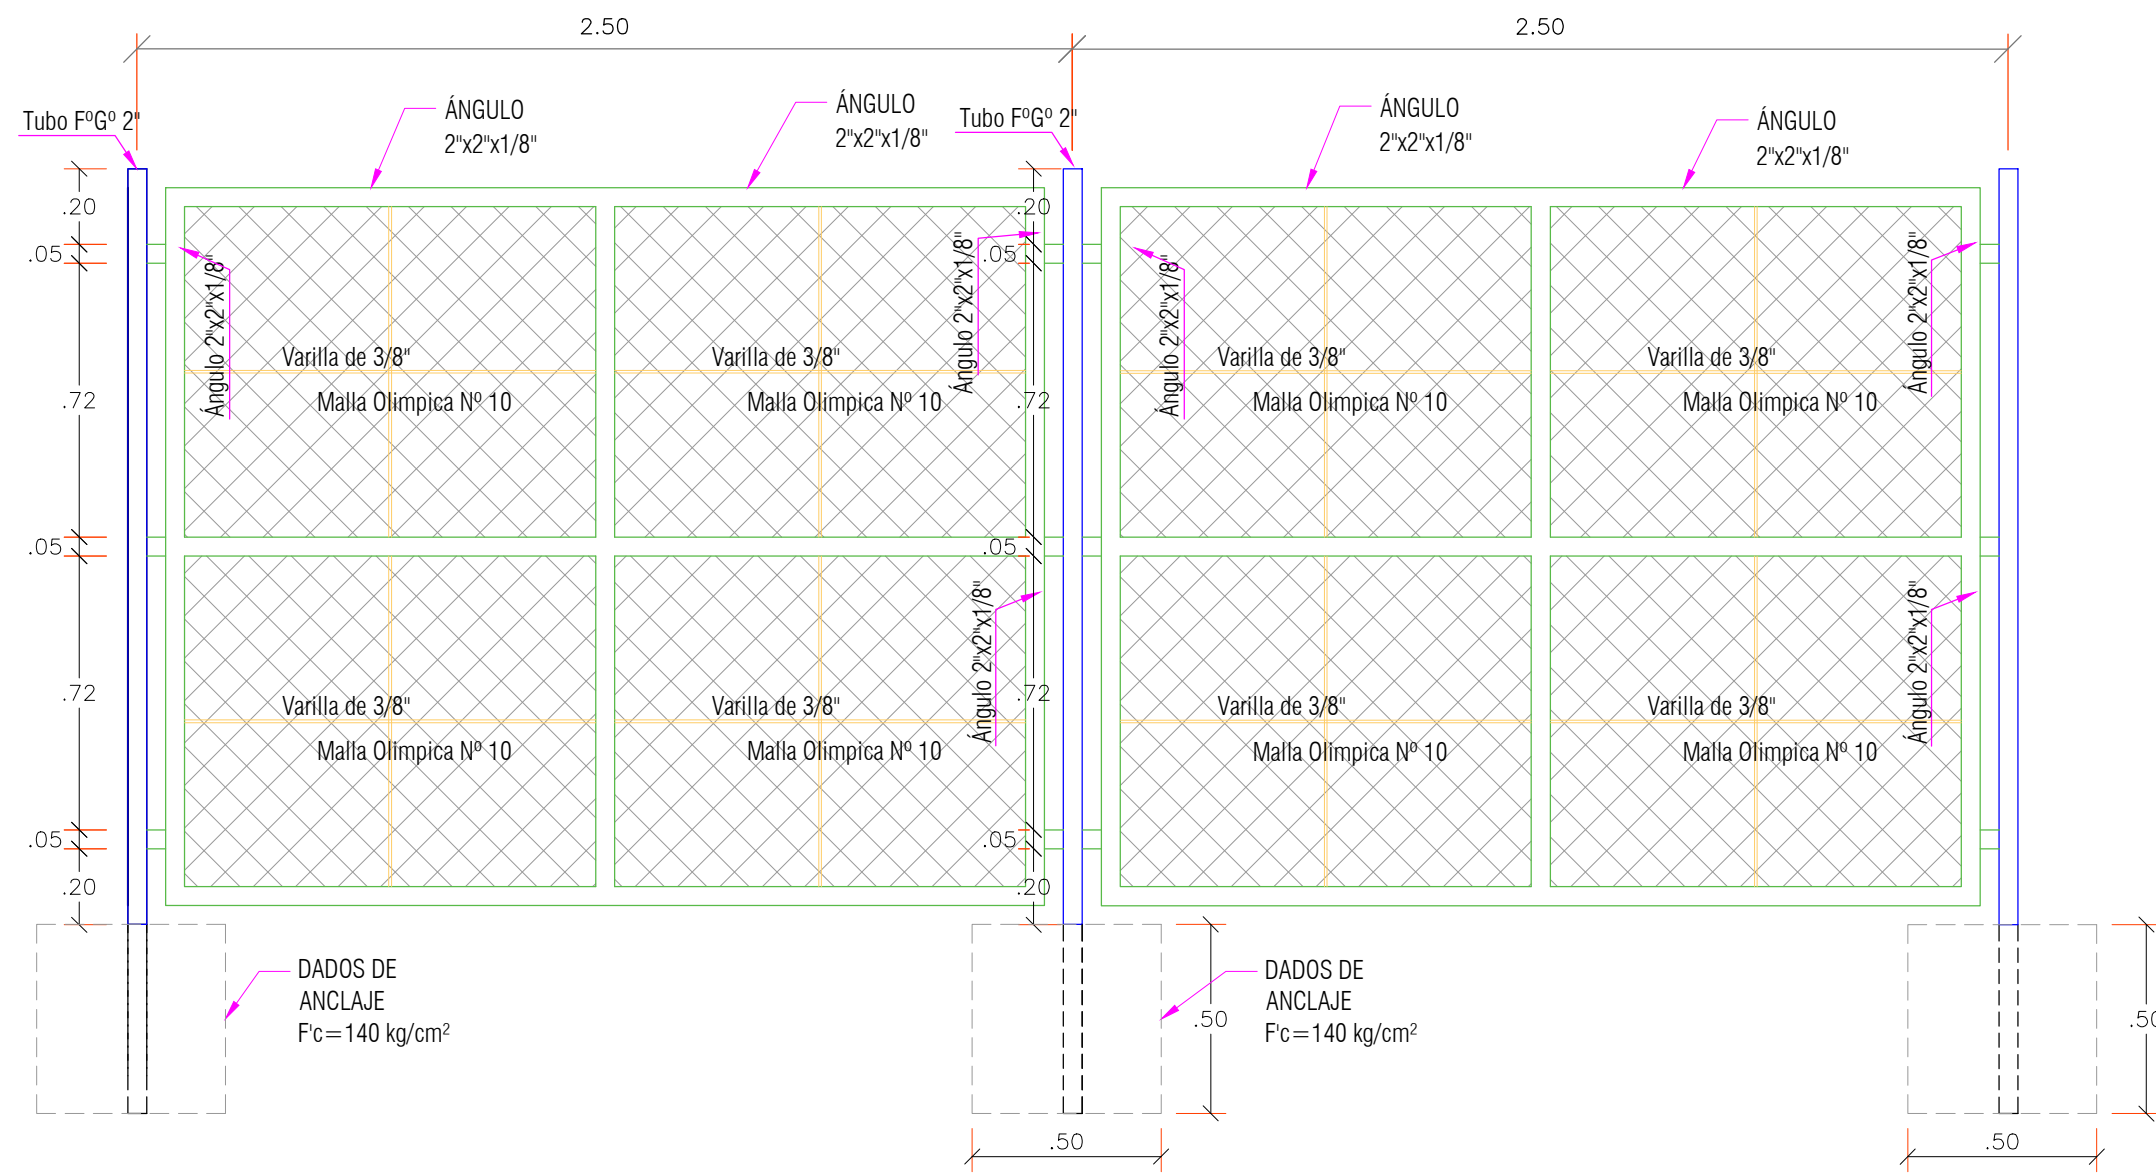 2.50
2.50
Tubo FºGº 2"
ÁNGULO
2"x2"x1/8"
ÁNGULO
2"x2"x1/8"
Tubo FºGº 2"
ÁNGULO
2"x2"x1/8"
ÁNGULO
2"x2"x1/8"
.20
.05
.72
.05
.72
.05
.20
Ángulo 2"x2"x1/8"
Varilla de 3/8"
Malla Olimpica Nº 10
Varilla de 3/8"
Malla Olimpica Nº 10
Ángulo 2"x2"x1/8"
Varilla de 3/8"
Malla Olimpica Nº 10
Varilla de 3/8"
Malla Olimpica Nº 10
Ángulo 2"x2"x1/8"
.20
.05
.72
.05
.72
.05
.20
Ángulo 2"x2"x1/8"
Varilla de 3/8"
Malla Olimpica Nº 10
Varilla de 3/8"
Malla Olimpica Nº 10
Ángulo 2"x2"x1/8"
Varilla de 3/8"
Malla Olimpica Nº 10
Varilla de 3/8"
Malla Olimpica Nº 10
Ángulo 2"x2"x1/8"
DADOS DE
ANCLAJE
F'c=140 kg/cm²
DADOS DE
ANCLAJE
F'c=140 kg/cm²
.50
.50
.50
.50